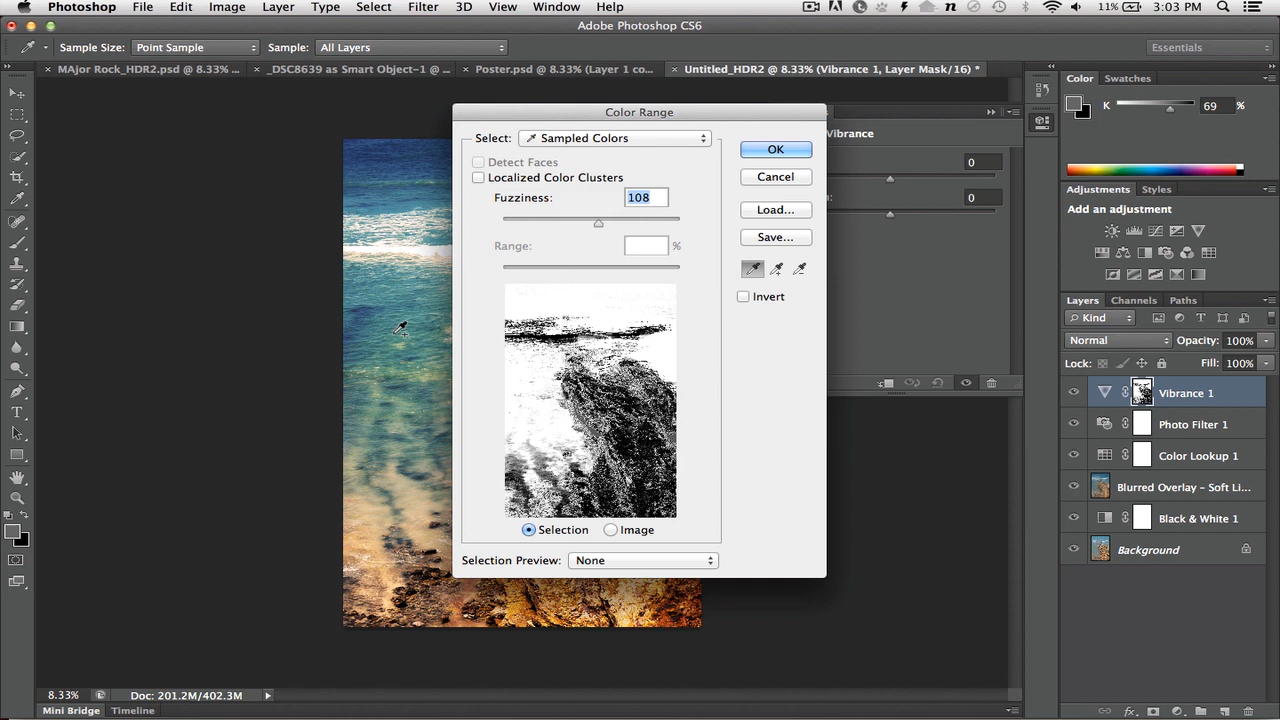 Photoshop File Edit Image Layer Type Select Filter 3D View Window Help 11% 3:03 PM
Adobe Photoshop CS6
Sample Size: Point Sample Sample: All Layers Essentials
MAjor Rock_HDR2.psd @ 8.33% ... _DSC8639 as Smart Object-1 @ ... Poster.psd @ 8.33% (Layer 1 co... Untitled_HDR2 @ 8.33% (Vibrance 1, Layer Mask/16) *
Color Swatches
K 69 %
Color Range
Select: Sampled Colors
Detect Faces
Localized Color Clusters
Fuzziness: 108
Range: %
OK
Cancel
Load...
Save...
Invert
Selection Image
Selection Preview: None
Vibrance
0
0
Adjustments Styles
Add an adjustment
Layers Channels Paths
Kind
Normal Opacity: 100%
Lock: Fill: 100%
Vibrance 1
Photo Filter 1
Color Lookup 1
Blurred Overlay - Soft Li...
Black & White 1
Background
8.33% Doc: 201.2M/402.3M
Mini Bridge Timeline